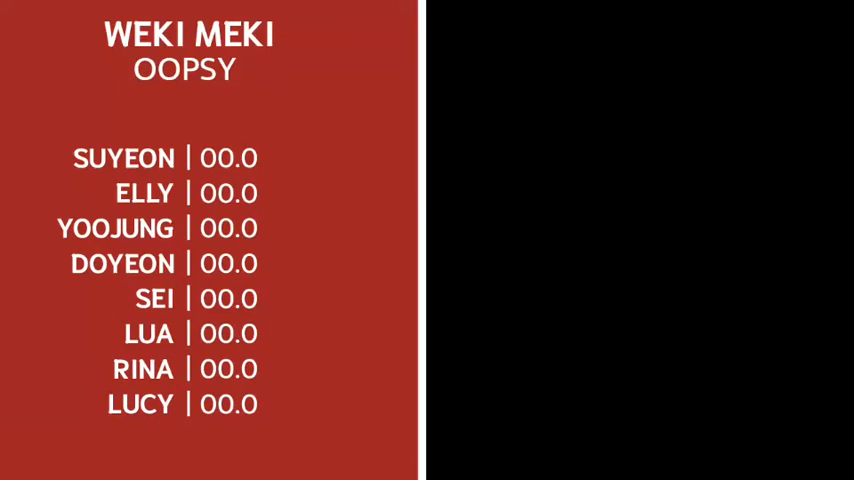 WEKI MEKI
OOPSY
SUYEON | 00.0
ELLY | 00.0
YOOJUNG | 00.0
DOYEON | 00.0
SEI | 00.0
LUA | 00.0
RINA | 00.0
LUCY | 00.0